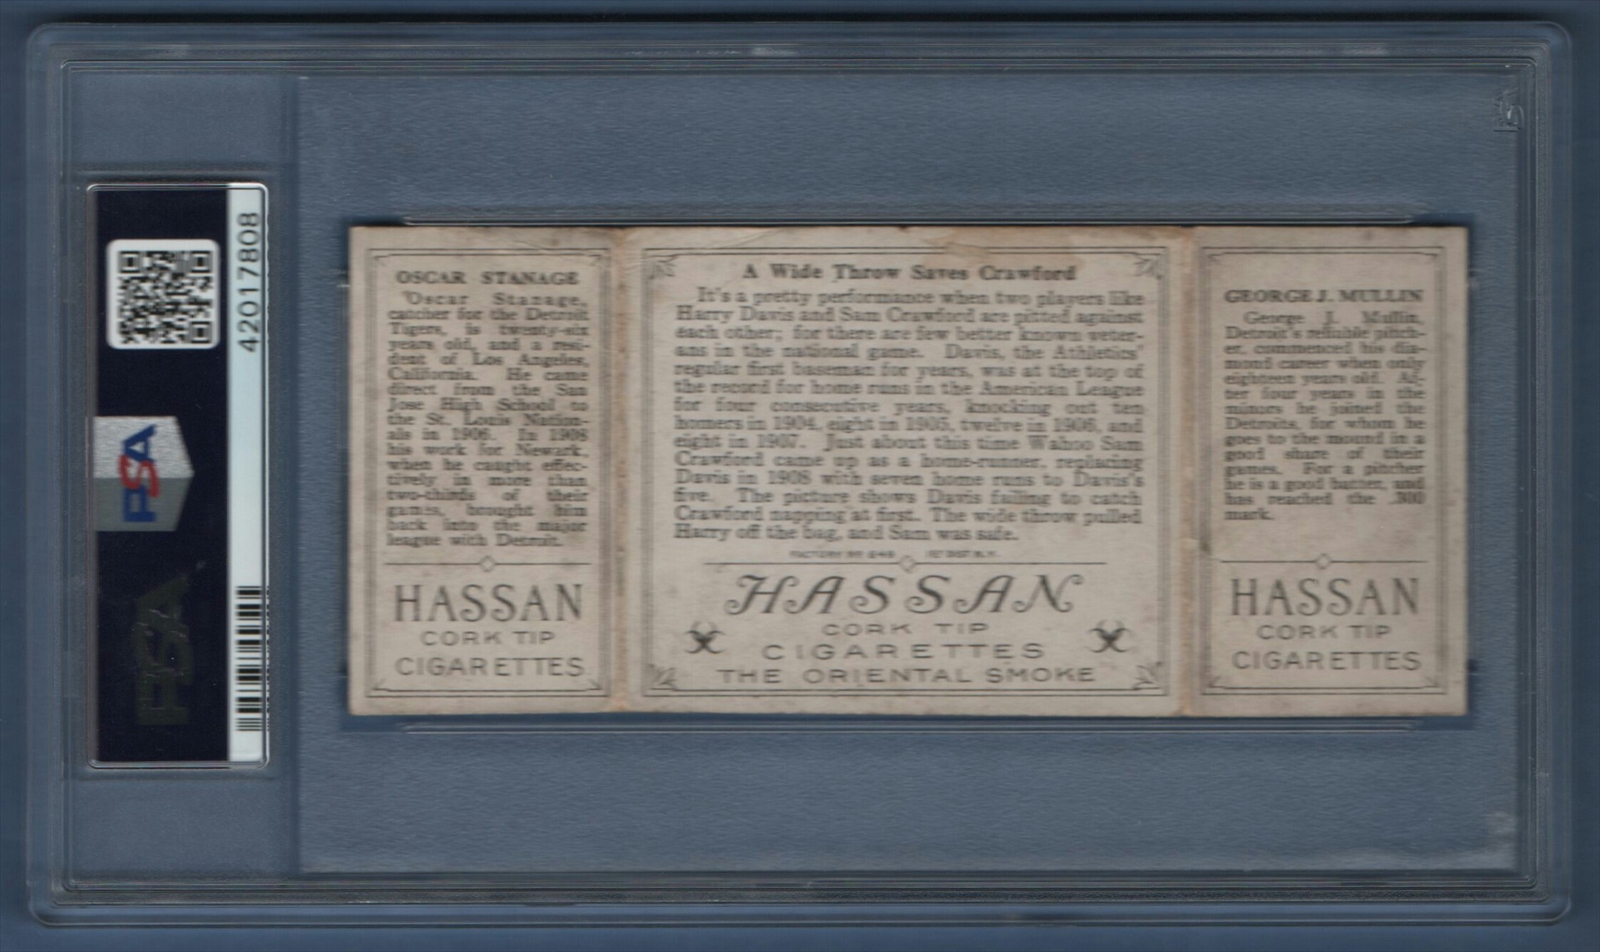 42017808
PSA
PSA
OSCAR STANAGE
Oscar Stanage,
catcher for the Detroit
Tigers, is twenty-six
years old, and a resi-
dent of Los Angeles,
California. He came
direct from the San
Jose High School to
the St. Louis Nation-
als in 1906. In 1908
his work for Newark,
when he caught effec-
tively in more than
two-thirds of their
games, brought him
back into the major
league with Detroit.
HASSAN
CORK TIP
CIGARETTES
A Wide Throw Saves Crawford
It's a pretty performance when two players like
Harry Davis and Sam Crawford are pitted against
each other; for there are few better known veter-
ans in the national game. Davis, the Athletics'
regular first baseman for years, was at the top of
the record for home runs in the American League
for four consecutive years, knocking out ten
homers in 1904, eight in 1905, twelve in 1906, and
eight in 1907. Just about this time Wahoo Sam
Crawford came up as a home-runner, replacing
Davis in 1908 with seven home runs to Davis's
five. The picture shows Davis failing to catch
Crawford napping at first. The wide throw pulled
Harry off the bag, and Sam was safe.
FACTORY Nº 649 1ST DIST. N.Y.
HASSAN
CORK TIP
CIGARETTES
THE ORIENTAL SMOKE
GEORGE J. MULLIN
George J. Mullin,
Detroit's reliable pitch-
er, commenced his dia-
mond career when only
eighteen years old. Af-
ter four years in the
minors he joined the
Detroits, for whom he
goes to the mound in a
good share of their
games. For a pitcher
he is a good batter, and
has reached the .300
mark.
HASSAN
CORK TIP
CIGARETTES